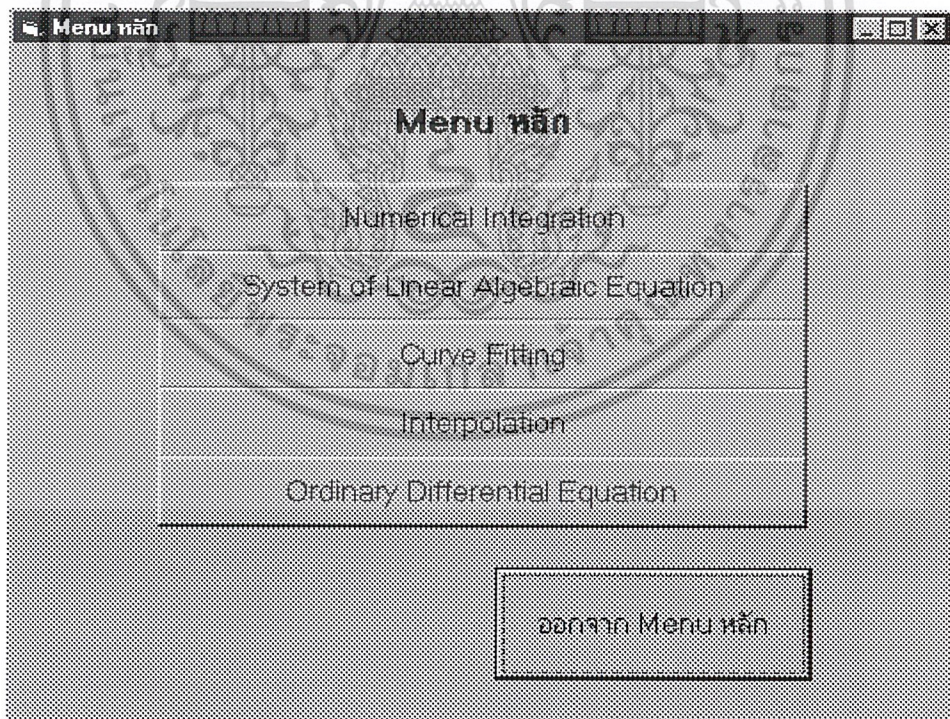 Menu หลัก
Menu หลัก
Numerical Integration
System of Linear Algebraic Equation
Curve Fitting
Interpolation
Ordinary Differential Equation
ออกจาก Menu หลัก